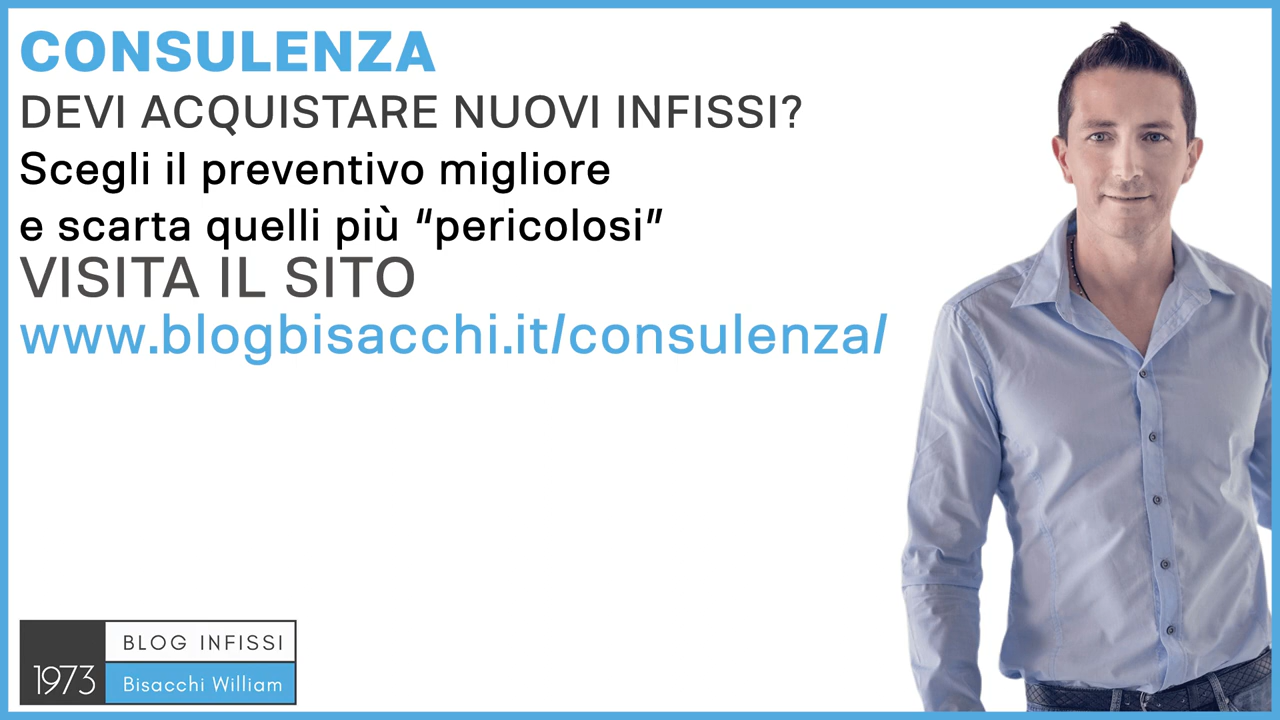 CONSULENZA
DEVI ACQUISTARE NUOVI INFISSI?
Scegli il preventivo migliore
e scarta quelli più “pericolosi”
VISITA IL SITO
www.blogbisacchi.it/consulenza/
BLOG INFISSI
1973
Bisacchi William